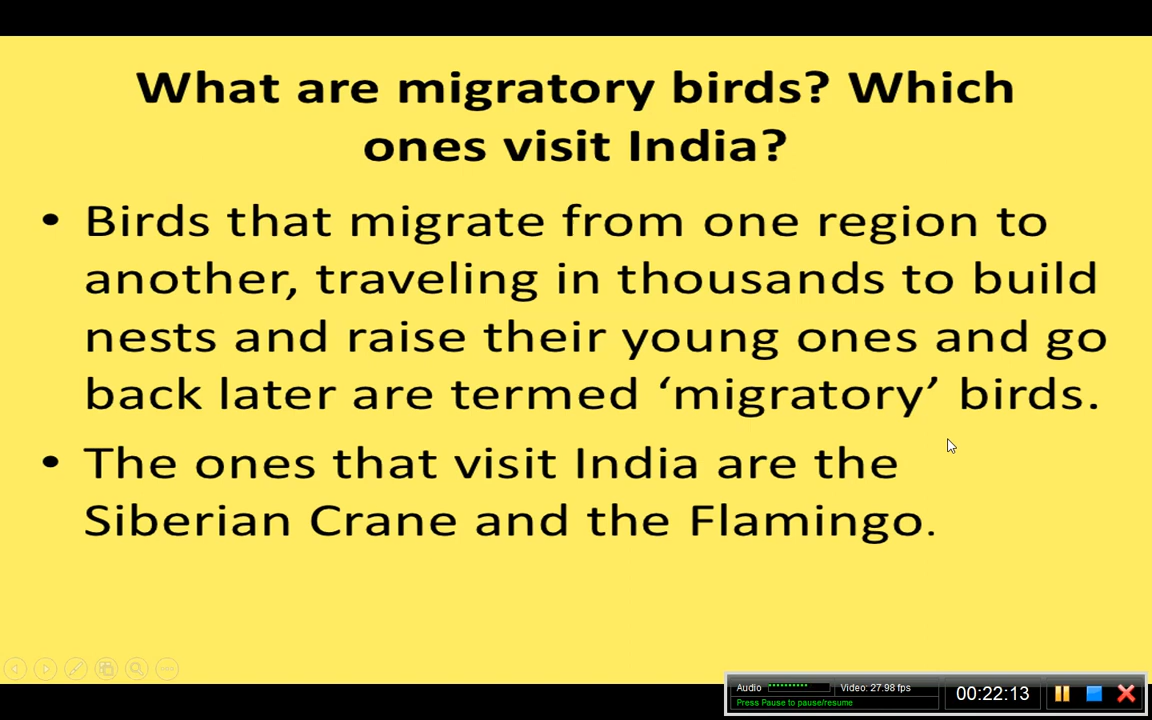 What are migratory birds? Which
ones visit India?
• Birds that migrate from one region to
another, traveling in thousands to build
nests and raise their young ones and go
back later are termed ‘migratory’ birds.
• The ones that visit India are the
Siberian Crane and the Flamingo.
Audio Video: 27.98 fps 00:22:13
Press Pause to pause/resume